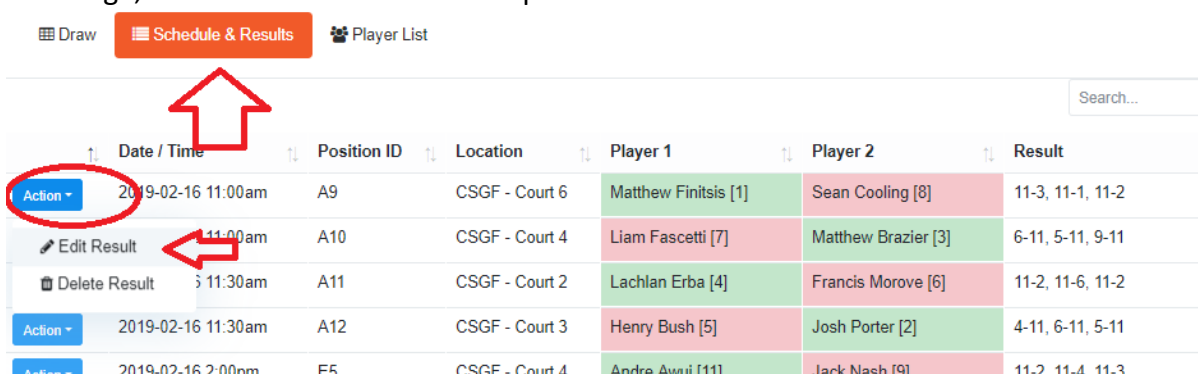 Draw Schedule & Results Player List
Search...
Date / Time Position ID Location Player 1 Player 2 Result
Action 2019-02-16 11:00am A9 CSGF - Court 6 Matthew Finitsis [1] Sean Cooling [8] 11-3, 11-1, 11-2
Edit Result 11:00am A10 CSGF - Court 4 Liam Fascetti [7] Matthew Brazier [3] 6-11, 5-11, 9-11
Delete Result 11:30am A11 CSGF - Court 2 Lachlan Erba [4] Francis Morove [6] 11-2, 11-6, 11-2
Action 2019-02-16 11:30am A12 CSGF - Court 3 Henry Bush [5] Josh Porter [2] 4-11, 6-11, 5-11
Action 2019-02-16 2:00pm E5 CSGF - Court 4 Andre Awui [11] Jack Nash [9] 11-2, 11-4, 11-3